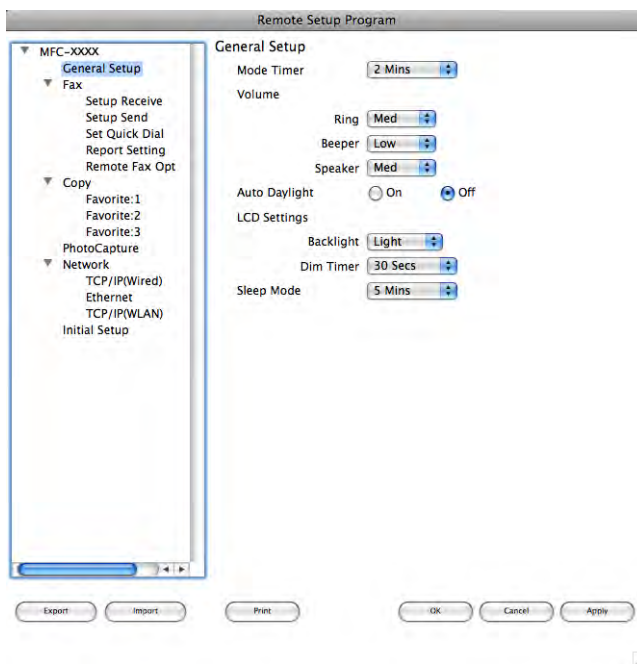 Remote Setup Program
MFC-XXXX
General Setup
Fax
Setup Receive
Setup Send
Set Quick Dial
Report Setting
Remote Fax Opt
Copy
Favorite:1
Favorite:2
Favorite:3
PhotoCapture
Network
TCP/IP(Wired)
Ethernet
TCP/IP(WLAN)
Initial Setup
General Setup
Mode Timer 2 Mins
Volume
Ring Med
Beeper Low
Speaker Med
Auto Daylight On Off
LCD Settings
Backlight Light
Dim Timer 30 Secs
Sleep Mode 5 Mins
Export Import Print OK Cancel Apply